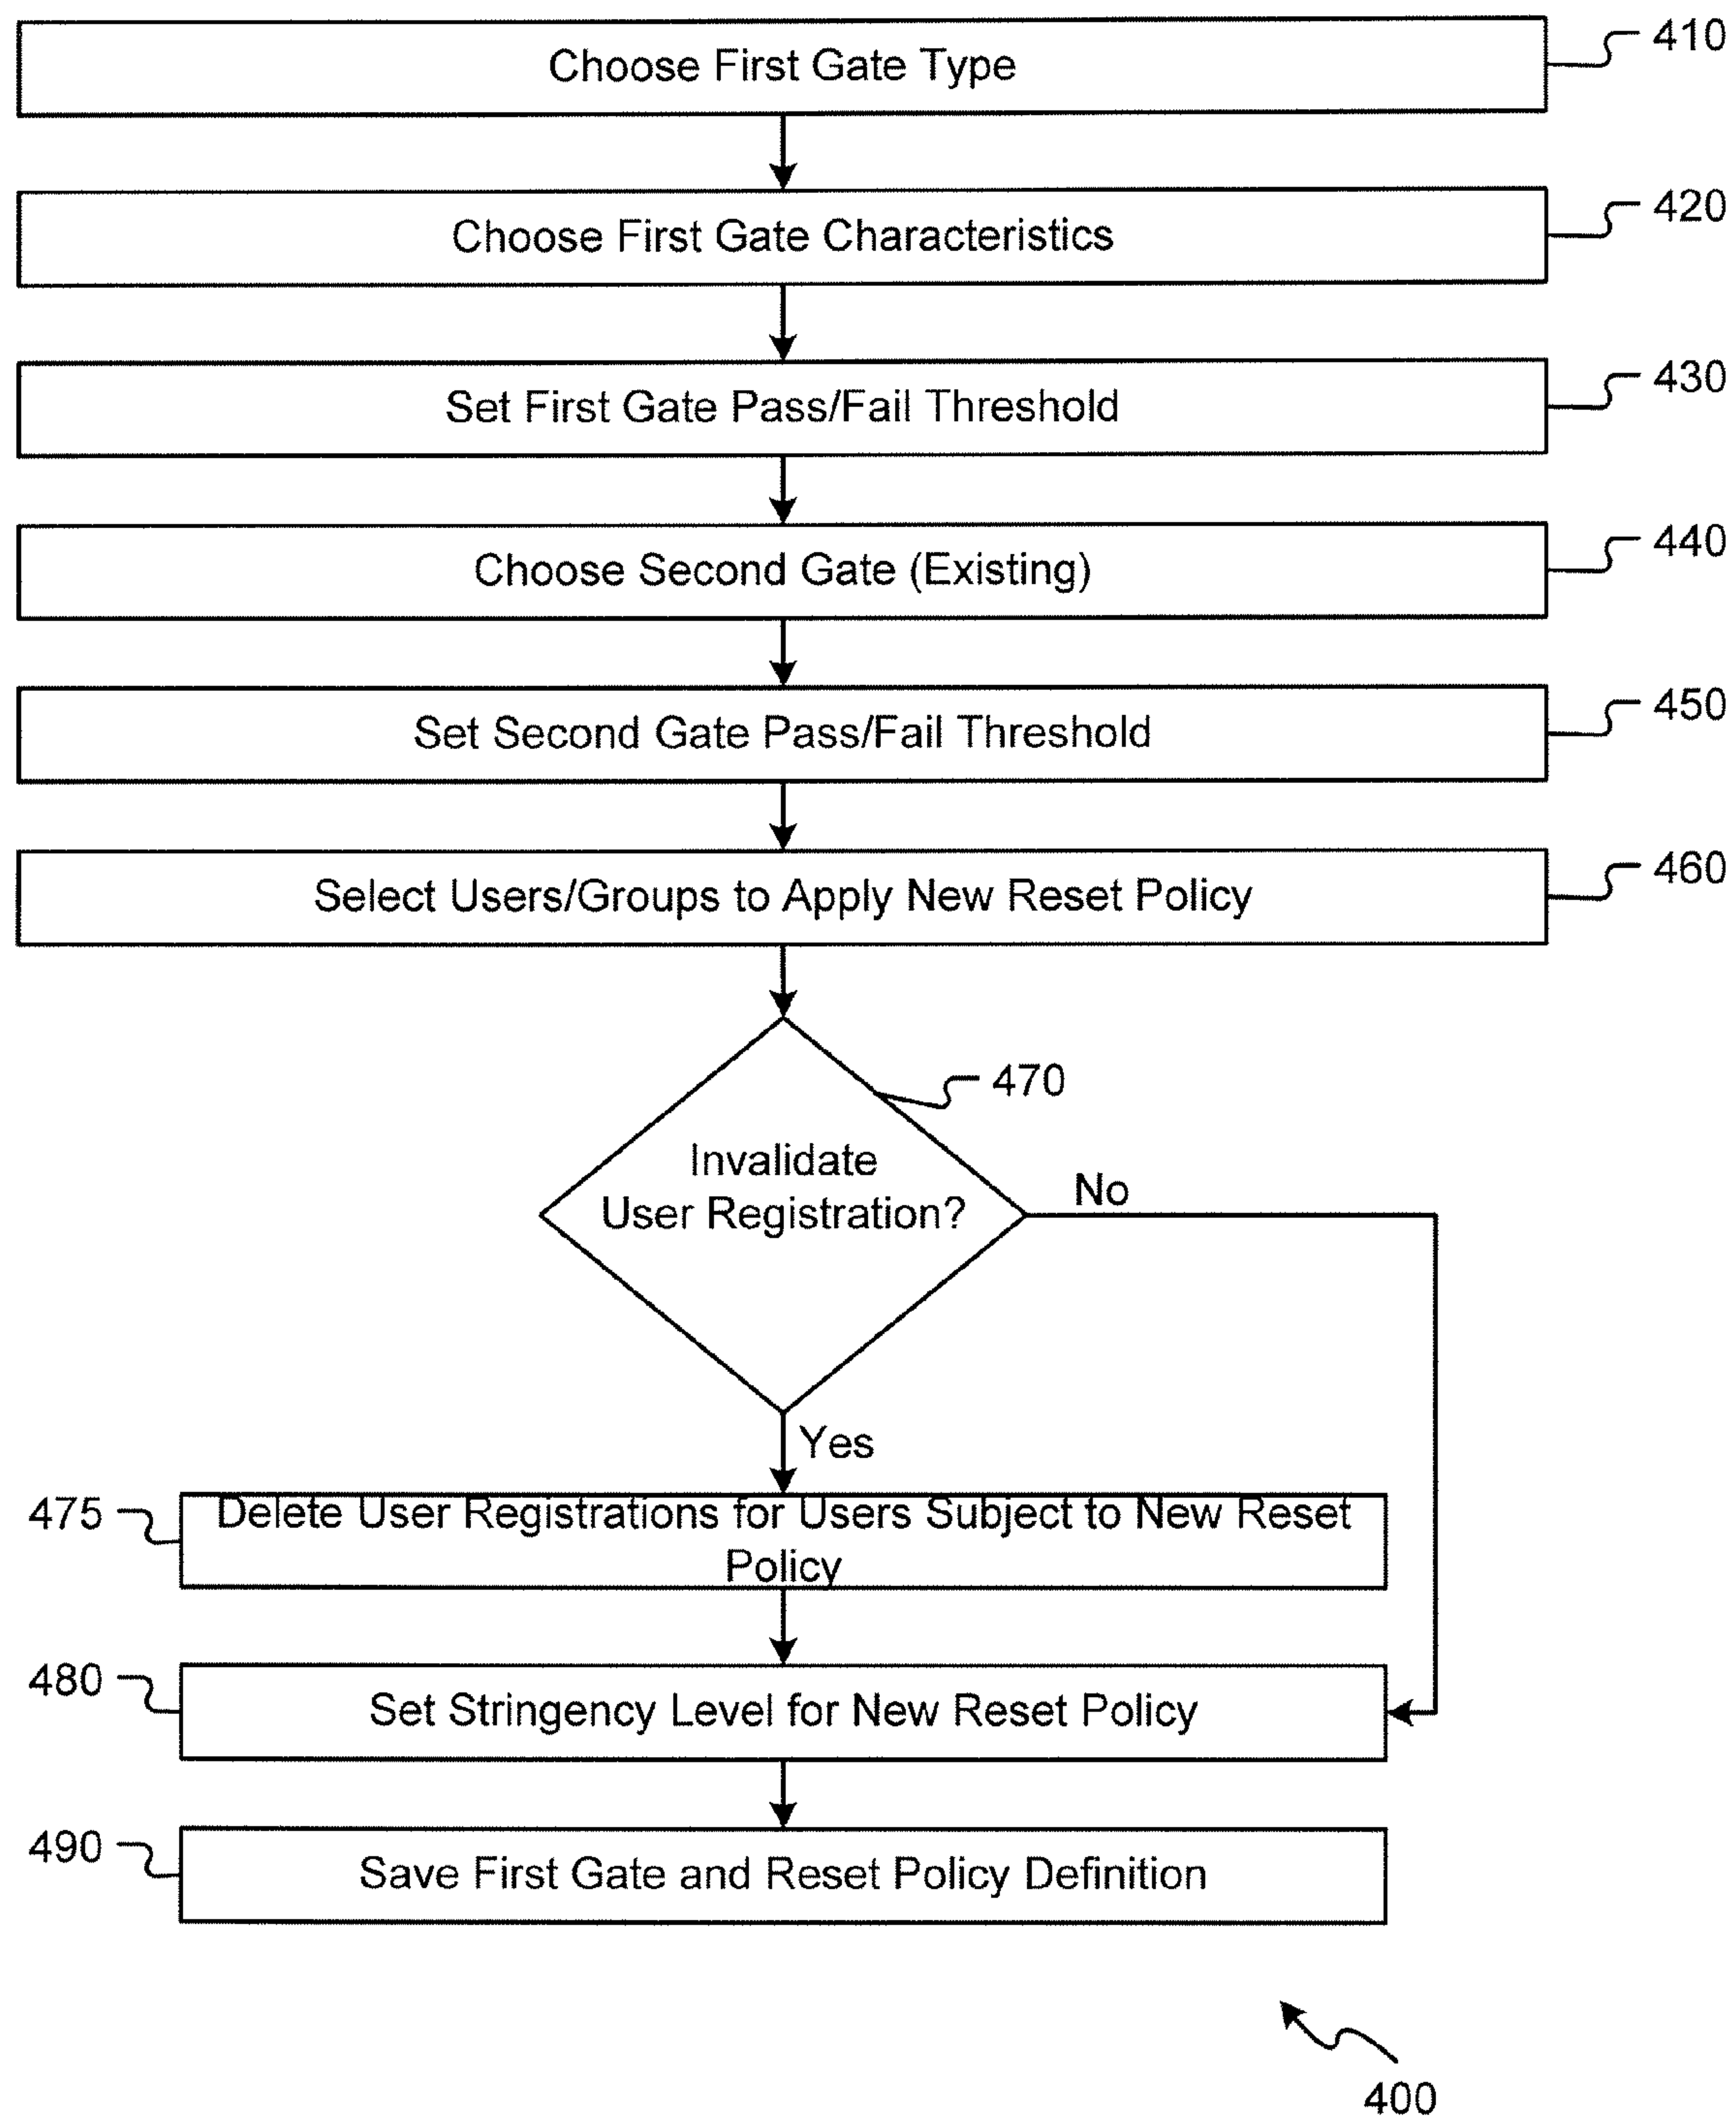 Choose First Gate Type
410
Choose First Gate Characteristics
420
Set First Gate Pass/Fail Threshold
430
Choose Second Gate (Existing)
440
Set Second Gate Pass/Fail Threshold
450
Select Users/Groups to Apply New Reset Policy
460
470
Invalidate
User Registration?
No
Yes
475
Delete User Registrations for Users Subject to New Reset
Policy
480
Set Stringency Level for New Reset Policy
490
Save First Gate and Reset Policy Definition
400